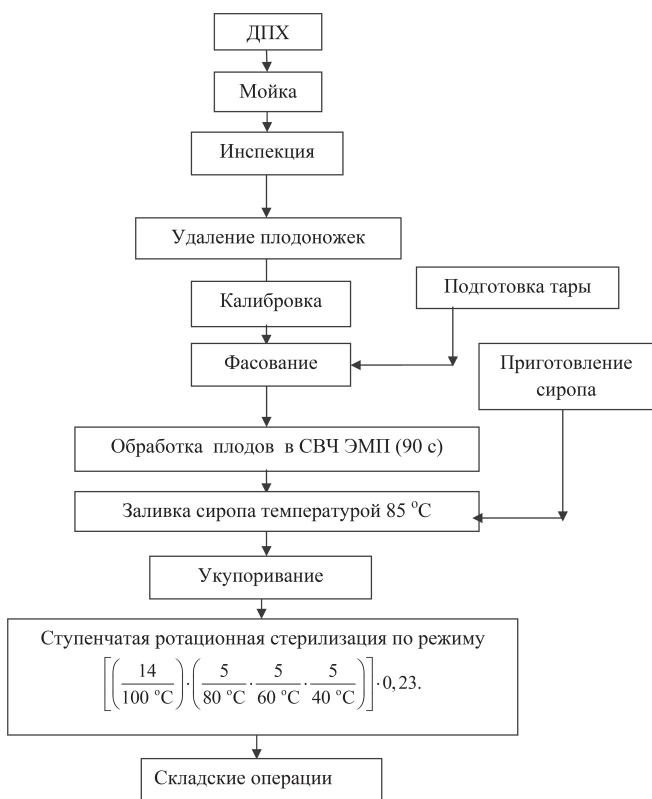 ДПХ
Мойка
Инспекция
Удаление плодоножек
Калибровка
Подготовка тары
Фасование
Приготовление
сиропа
Обработка плодов в СВЧ ЭМП (90 с)
Заливка сиропа температурой 85 °С
Укупоривание
Ступенчатая ротационная стерилизация по режиму
[(14/100 °C)·(5/80 °C·5/60 °C·5/40 °C)]·0,23.
Складские операции